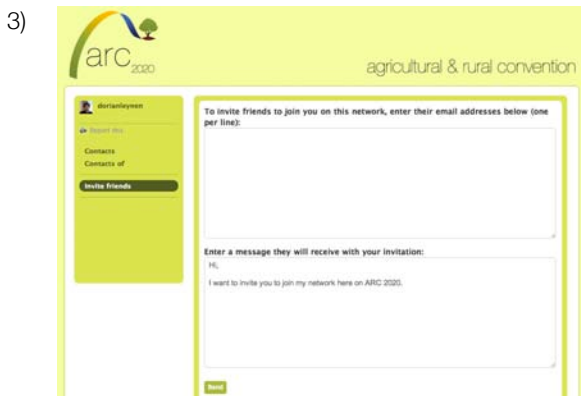 3)
arc2020
agricultural & rural convention
dorianleynen
Report this
Contacts
Contacts of
Invite friends
To invite friends to join you on this network, enter their email addresses below (one
per line):
Enter a message they will receive with your invitation:
Hi,
I want to invite you to join my network here on ARC 2020.
Send